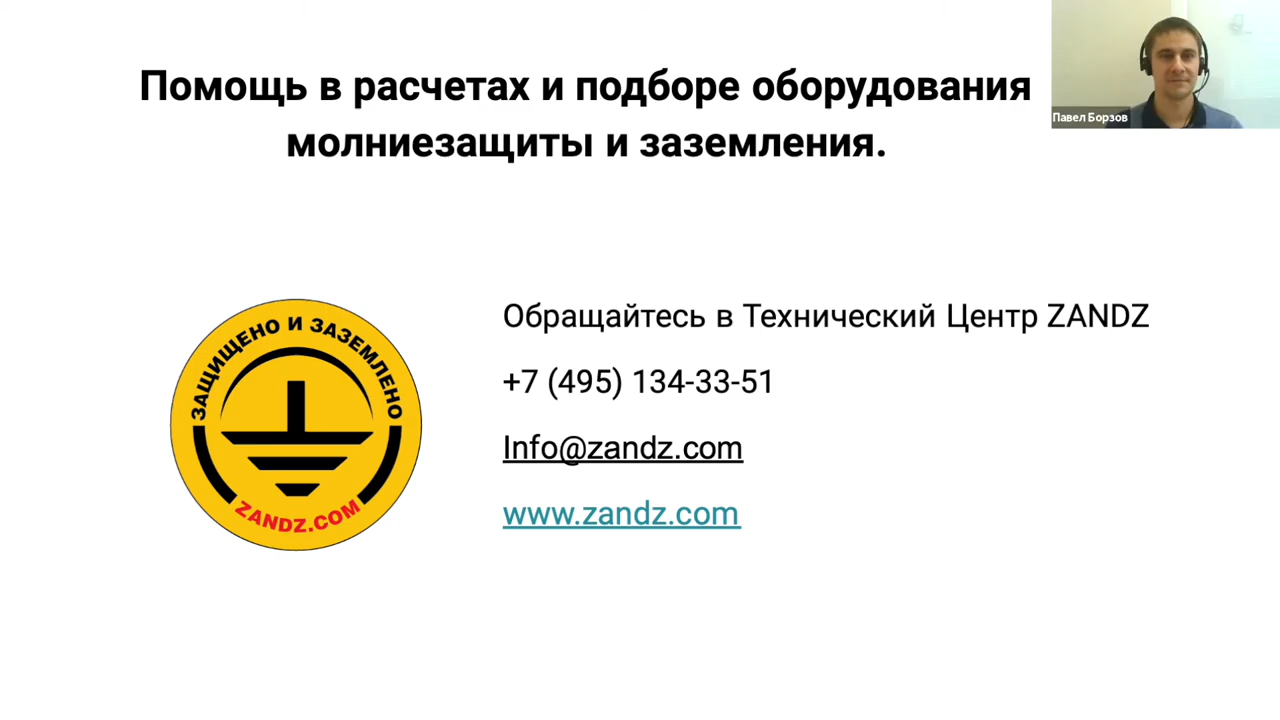 Помощь в расчетах и подборе оборудования
молниезащиты и заземления.
Павел Борзов
ЗАЩИЩЕНО И ЗАЗЕМЛЕНО
ZANDZ.COM
Обращайтесь в Технический Центр ZANDZ
+7 (495) 134-33-51
Info@zandz.com
www.zandz.com